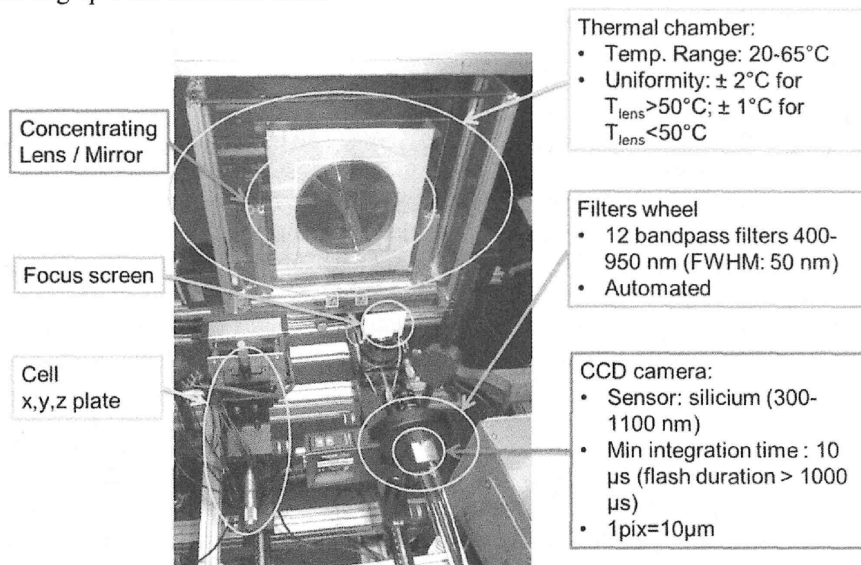 Thermal chamber:
• Temp. Range: 20-65°C
• Uniformity: ± 2°C for
Tlens>50°C; ± 1°C for
Tlens<50°C
Concentrating
Lens / Mirror
Filters wheel
• 12 bandpass filters 400-
950 nm (FWHM: 50 nm)
• Automated
Focus screen
Cell
x,y,z plate
CCD camera:
• Sensor: silicium (300-
1100 nm)
• Min integration time : 10
µs (flash duration > 1000
µs)
• 1pix=10µm